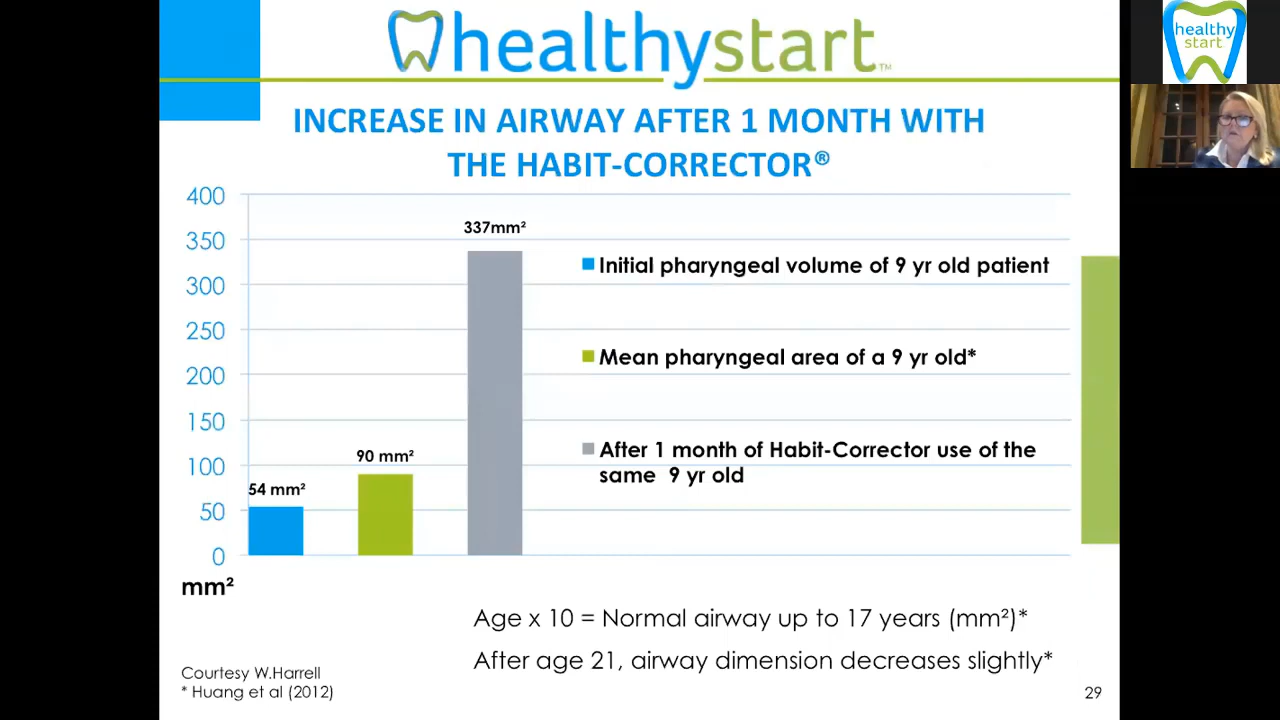 healthystart™
healthy
start
INCREASE IN AIRWAY AFTER 1 MONTH WITH
THE HABIT-CORRECTOR®
400
350
300
250
200
150
100
50
0
mm²
54 mm²
90 mm²
337mm²
Initial pharyngeal volume of 9 yr old patient
Mean pharyngeal area of a 9 yr old*
After 1 month of Habit-Corrector use of the
same 9 yr old
Age x 10 = Normal airway up to 17 years (mm²)*
After age 21, airway dimension decreases slightly*
Courtesy W.Harrell
* Huang et al (2012)
29